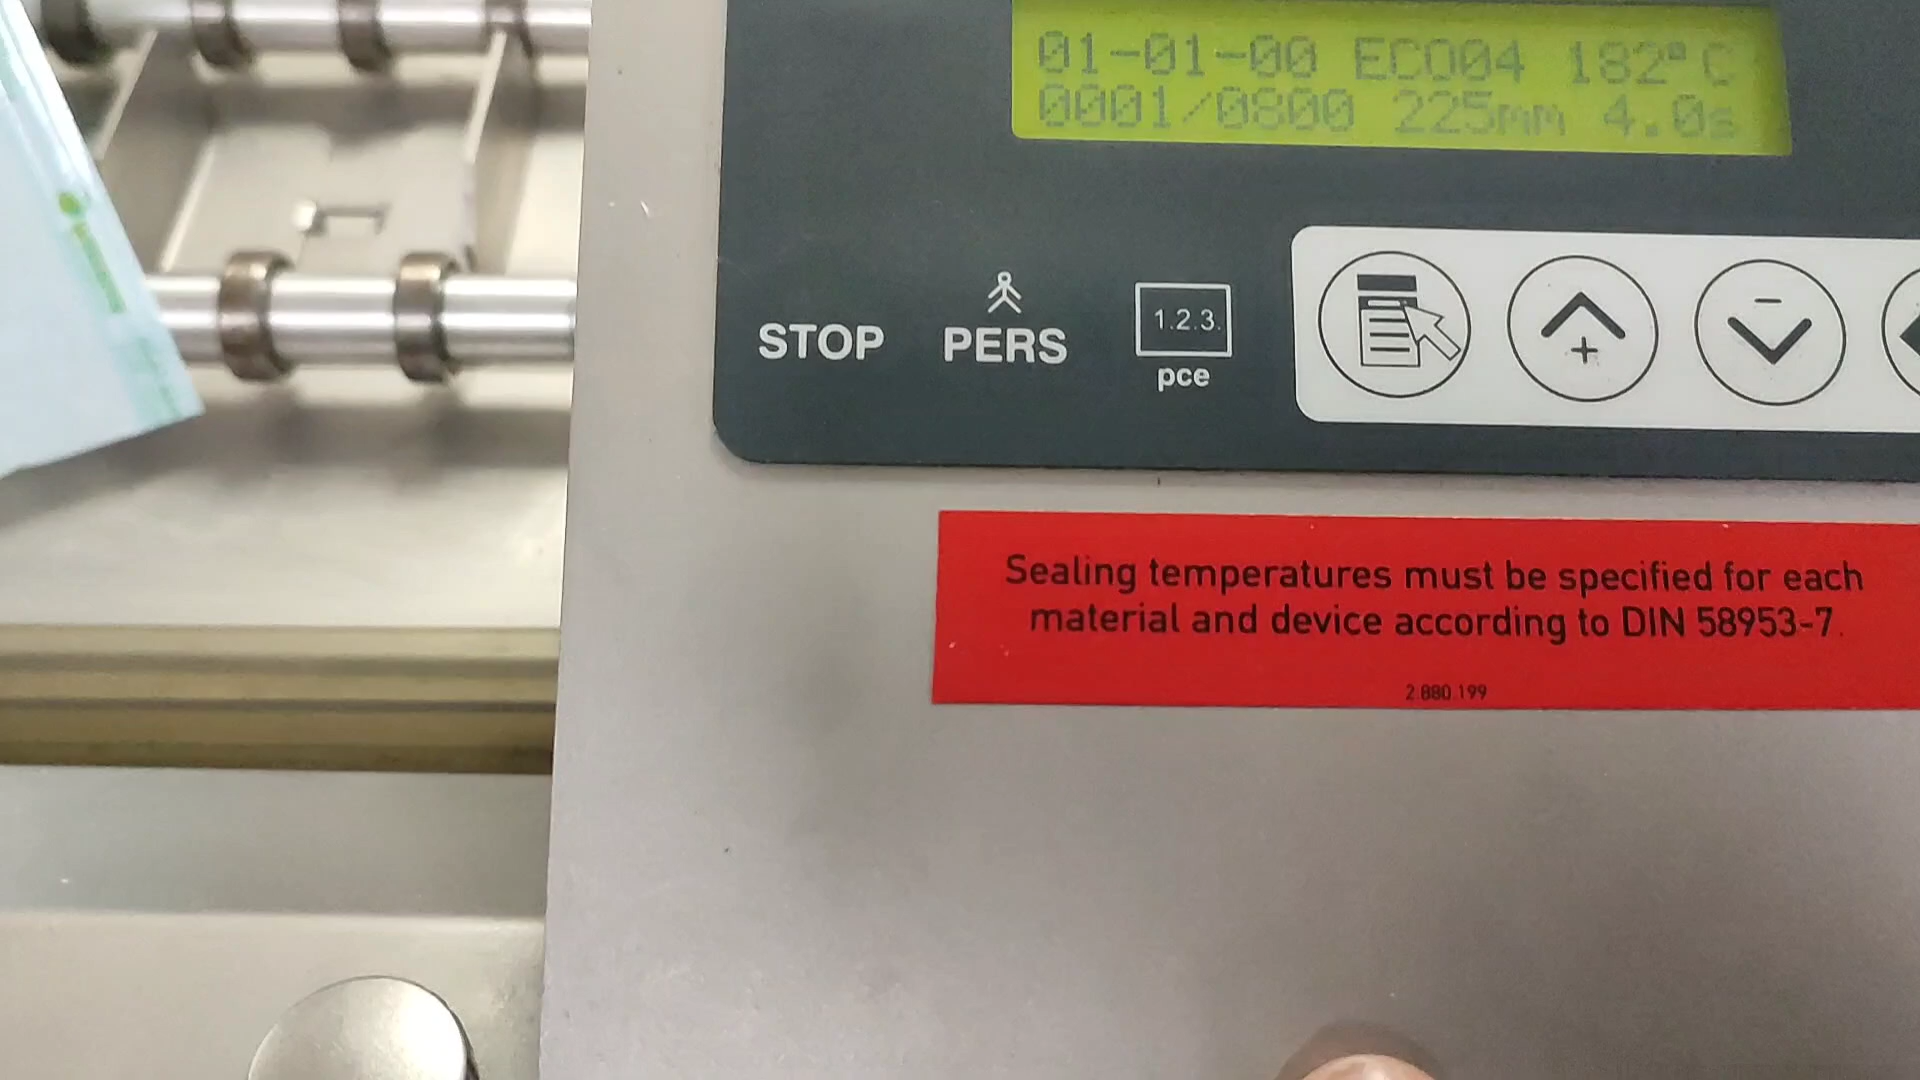 01-01-00 ECO04 182°C
0001/0800 225mm 4.0s
STOP
PERS
1.2.3.
pce
+
-
Sealing temperatures must be specified for each
material and device according to DIN 58953-7.
2.880.199